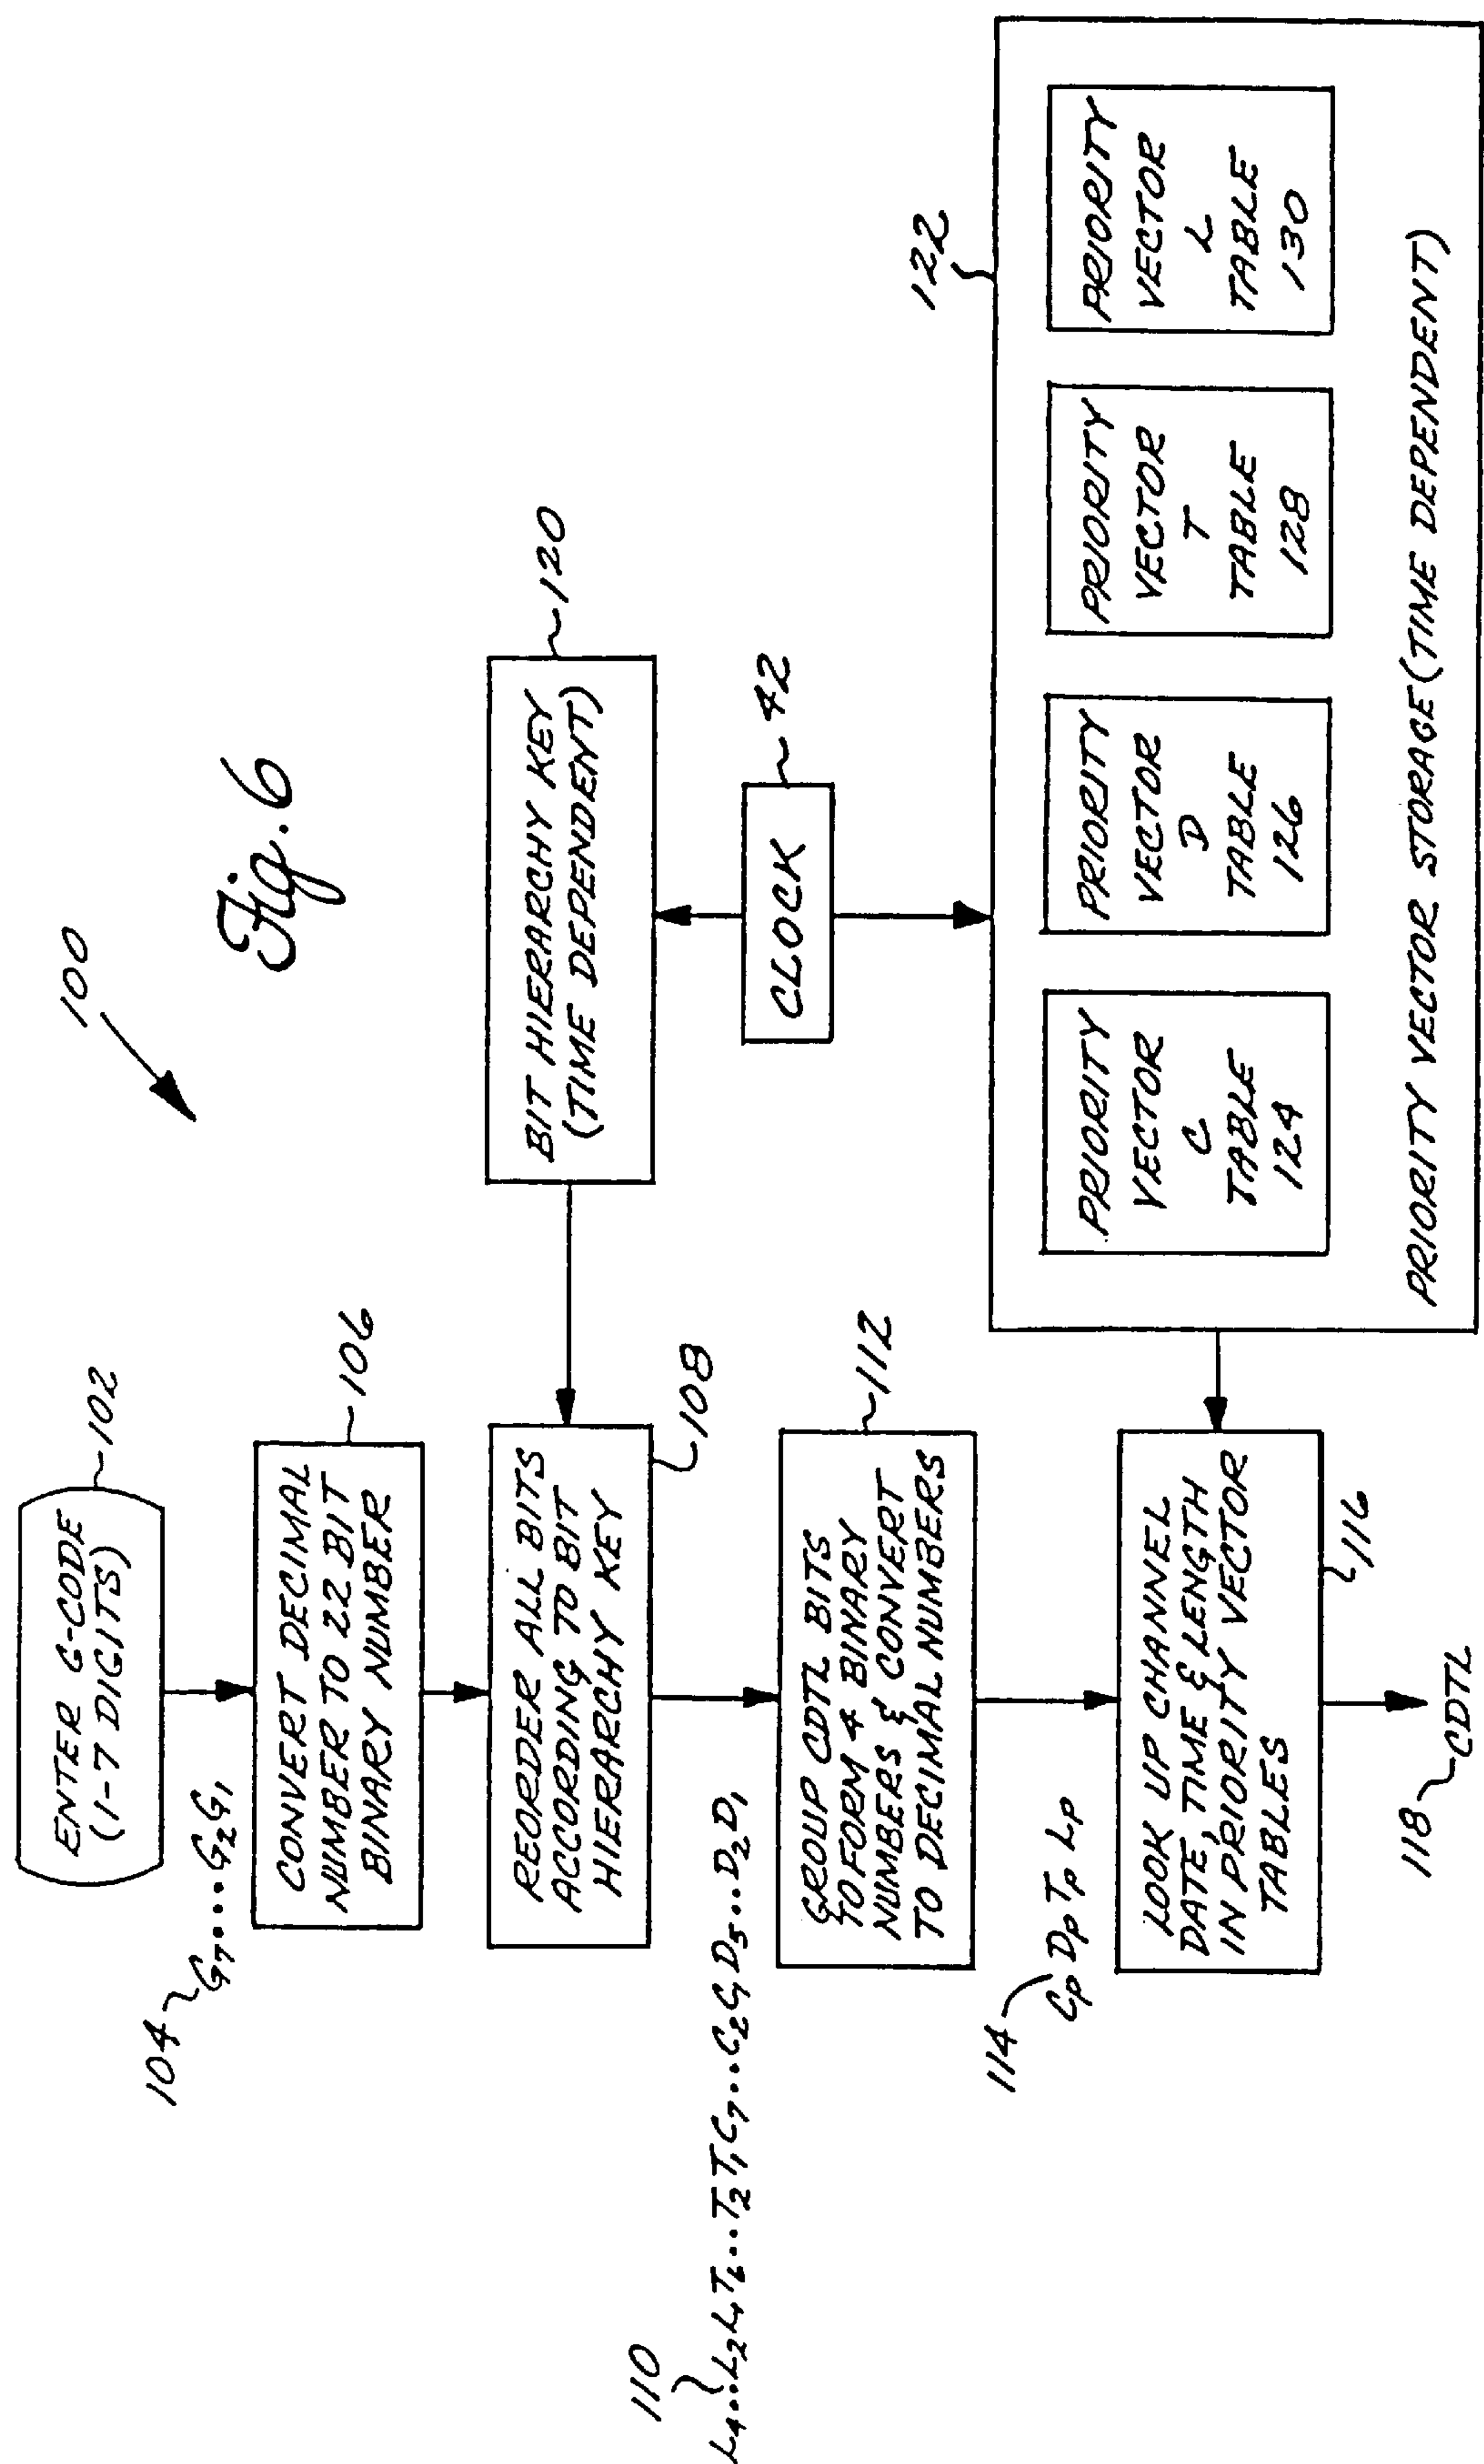 100
Fig. 6
ENTER G-CODE
(1-7 DIGITS)
102
104
G7...G2G1
CONVERT DECIMAL
NUMBER TO 22 BIT
BINARY NUMBER
106
REORDER ALL BITS
ACCORDING TO BIT
HIERARCHY KEY
108
BIT HIERARCHY KEY
(TIME DEPENDENT)
120
CLOCK
42
110
L4..L2L1T6..T2T1C7..C2C1D5..D2D1
GROUP CDTL BITS
TO FORM 4 BINARY
NUMBERS & CONVERT
TO DECIMAL NUMBERS
112
114
CP DP TP LP
LOOK UP CHANNEL
DATE, TIME & LENGTH
IN PRIORITY VECTOR
TABLES
116
118
CDTL
122
PRIORITY
VECTOR
C
TABLE
124
PRIORITY
VECTOR
D
TABLE
126
PRIORITY
VECTOR
T
TABLE
128
PRIORITY
VECTOR
L
TABLE
130
PRIORITY VECTOR STORAGE (TIME DEPENDENT)